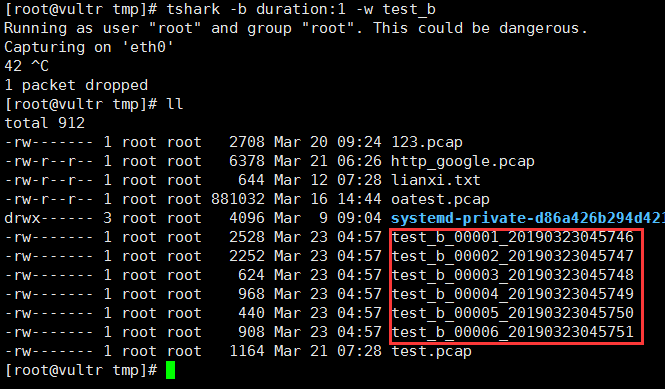 [root@vultr tmp]# tshark -b duration:1 -w test_b
Running as user "root" and group "root". This could be dangerous.
Capturing on 'eth0'
42 ^C
1 packet dropped
[root@vultr tmp]# ll
total 912
-rw------- 1 root root   2708 Mar 20 09:24 123.pcap
-rw-r--r-- 1 root root   6378 Mar 21 06:26 http_google.pcap
-rw-r--r-- 1 root root    644 Mar 12 07:28 lianxi.txt
-rw-r--r-- 1 root root 881032 Mar 16 14:44 oatest.pcap
drwx------ 3 root root   4096 Mar  9 09:04 systemd-private-d86a426b294d421
-rw------- 1 root root   2528 Mar 23 04:57 test_b_00001_20190323045746
-rw------- 1 root root   2252 Mar 23 04:57 test_b_00002_20190323045747
-rw------- 1 root root    624 Mar 23 04:57 test_b_00003_20190323045748
-rw------- 1 root root    968 Mar 23 04:57 test_b_00004_20190323045749
-rw------- 1 root root    440 Mar 23 04:57 test_b_00005_20190323045750
-rw------- 1 root root    908 Mar 23 04:57 test_b_00006_20190323045751
-rw------- 1 root root   1164 Mar 21 07:28 test.pcap
[root@vultr tmp]#